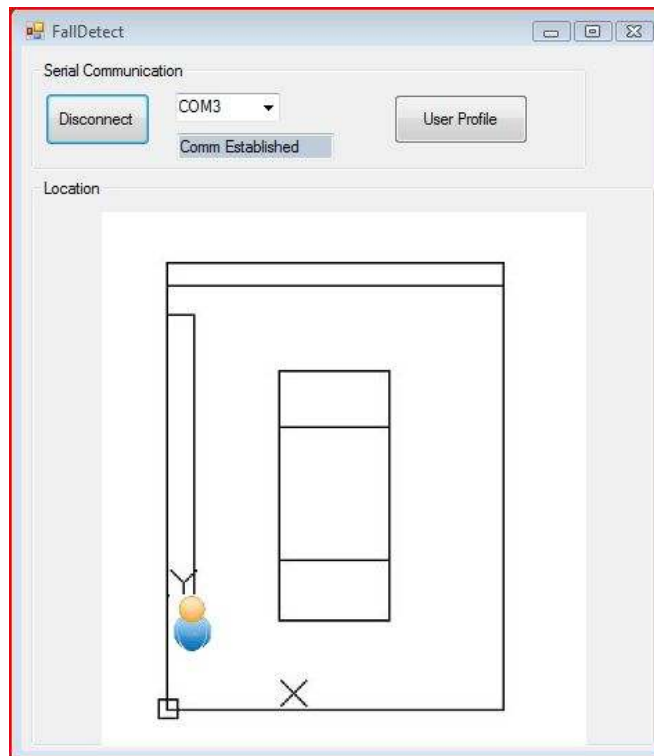 FallDetect
Serial Communication
Disconnect
COM3
User Profile
Comm Established
Location
Y
X